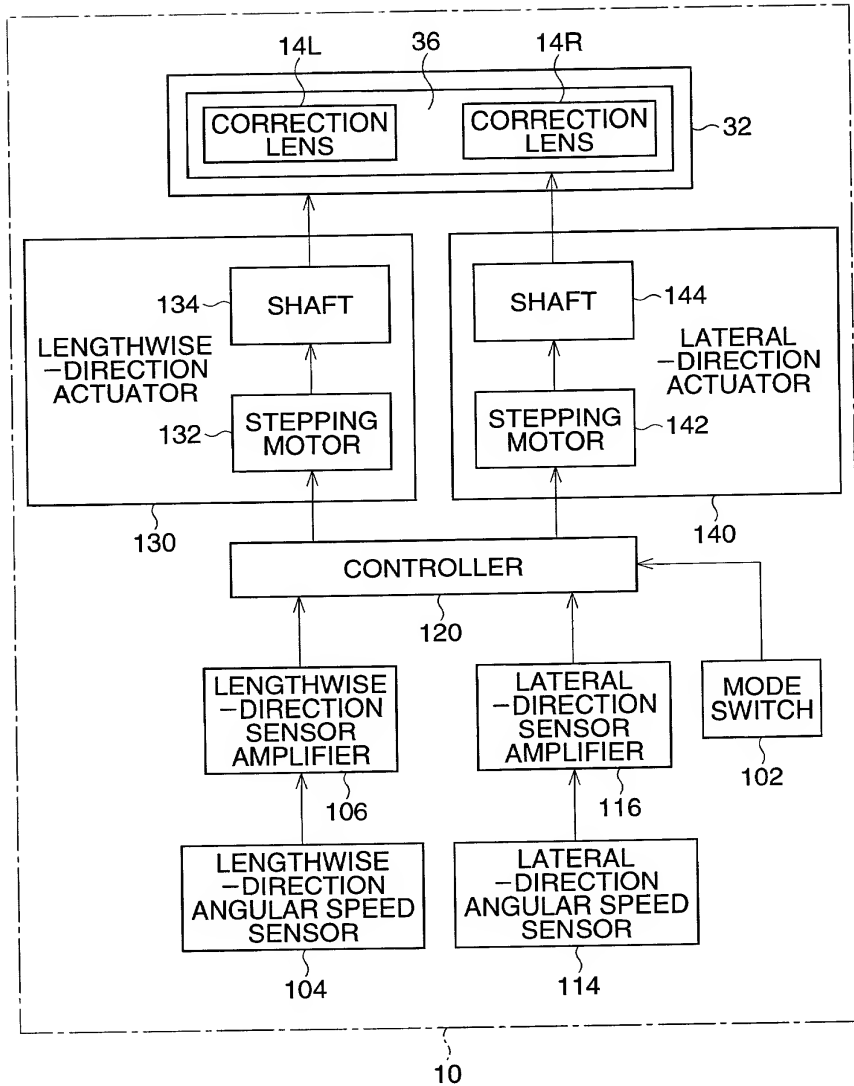 14L
36
14R
CORRECTION
LENS
CORRECTION
LENS
32
134
SHAFT
SHAFT
144
LENGTHWISE
-DIRECTION
ACTUATOR
LATERAL
-DIRECTION
ACTUATOR
132
STEPPING
MOTOR
STEPPING
MOTOR
142
130
140
CONTROLLER
120
LENGTHWISE
-DIRECTION
SENSOR
AMPLIFIER
LATERAL
-DIRECTION
SENSOR
AMPLIFIER
MODE
SWITCH
106
116
102
LENGTHWISE
-DIRECTION
ANGULAR SPEED
SENSOR
LATERAL
-DIRECTION
ANGULAR SPEED
SENSOR
104
114
10